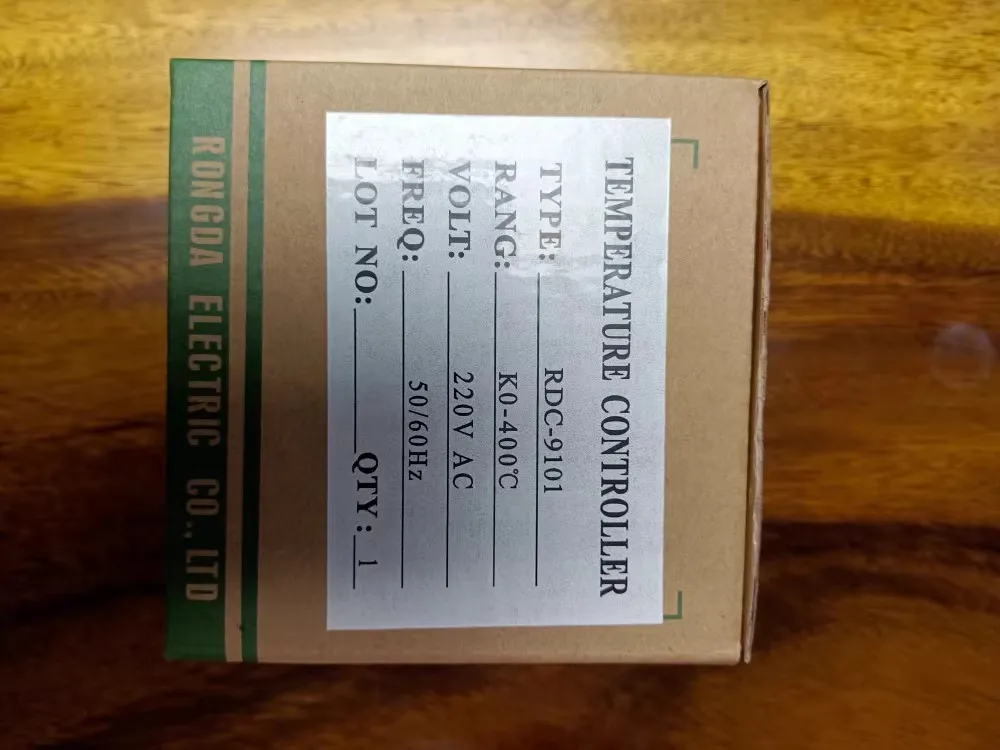 TEMPERATURE CONTROLLER
TYPE: RDC-9101
RANG: K0-400℃
VOLT: 220V AC
FREQ: 50/60Hz
LOT NO: QTY: 1
RONGDA ELECTRIC CO., LTD